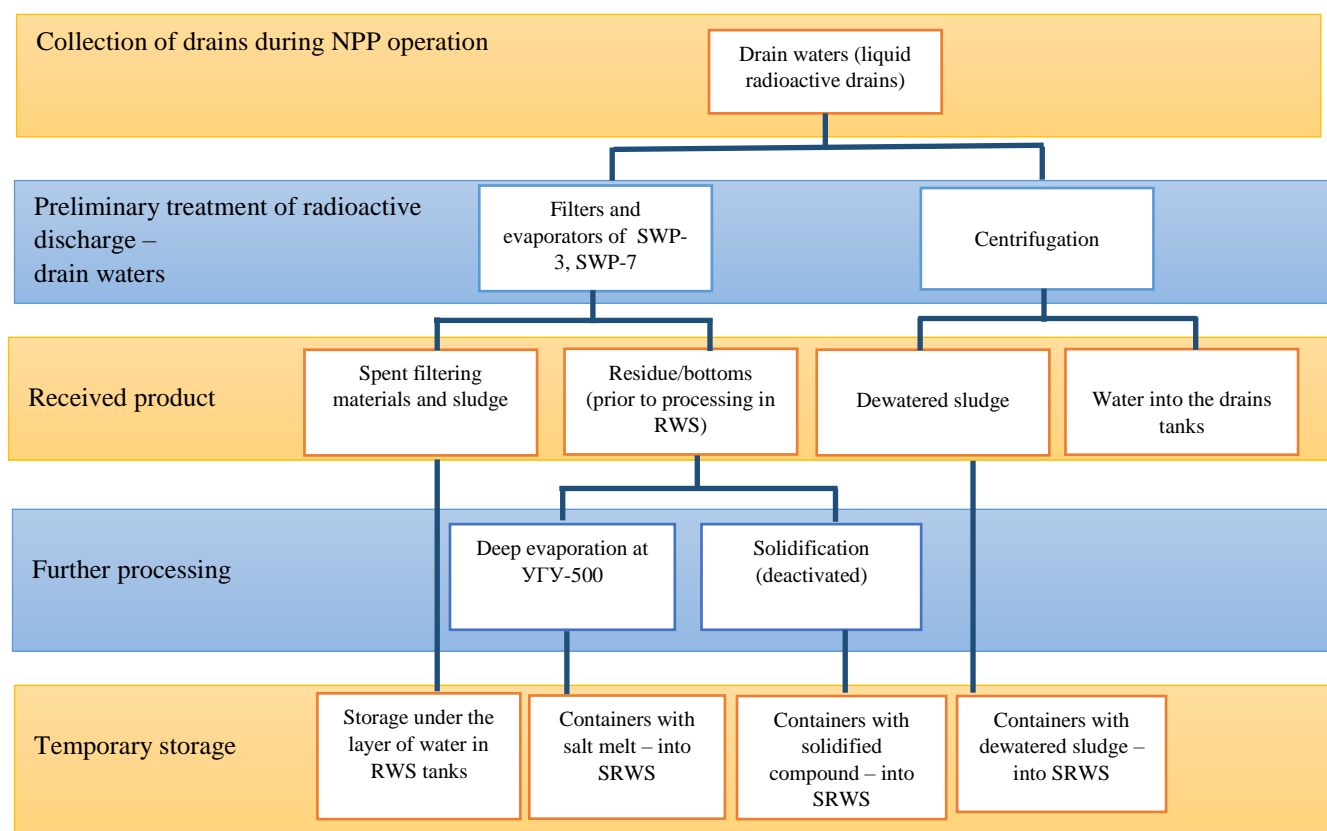 Collection of drains during NPP operation
Drain waters (liquid
radioactive drains)
Preliminary treatment of radioactive
discharge –
drain waters
Filters and
evaporators of SWP-
3, SWP-7
Centrifugation
Received product
Spent filtering
materials and sludge
Residue/bottoms
(prior to processing in
RWS)
Dewatered sludge
Water into the drains
tanks
Further processing
Deep evaporation at
УГУ-500
Solidification
(deactivated)
Temporary storage
Storage under the
layer of water in
RWS tanks
Containers with
salt melt – into
SRWS
Containers with
solidified
compound – into
SRWS
Containers with
dewatered sludge –
into SRWS